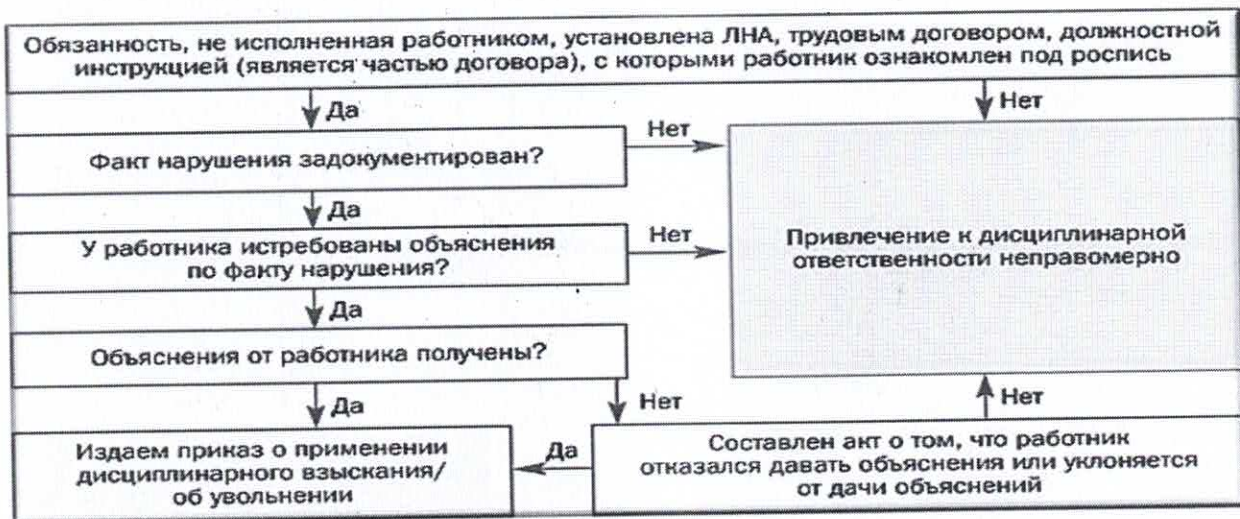 Обязанность, не исполненная работником, установлена ЛНА, трудовым договором, должностной
инструкцией (является частью договора), с которыми работник ознакомлен под роспись
Да
Нет
Факт нарушения задокументирован?
Нет
Да
У работника истребованы объяснения
по факту нарушения?
Нет
Привлечение к дисциплинарной
ответственности неправомерно
Да
Объяснения от работника получены?
Да
Нет
Нет
Издаем приказ о применении
дисциплинарного взыскания/
об увольнении
Да
Составлен акт о том, что работник
отказался давать объяснения или уклоняется
от дачи объяснений